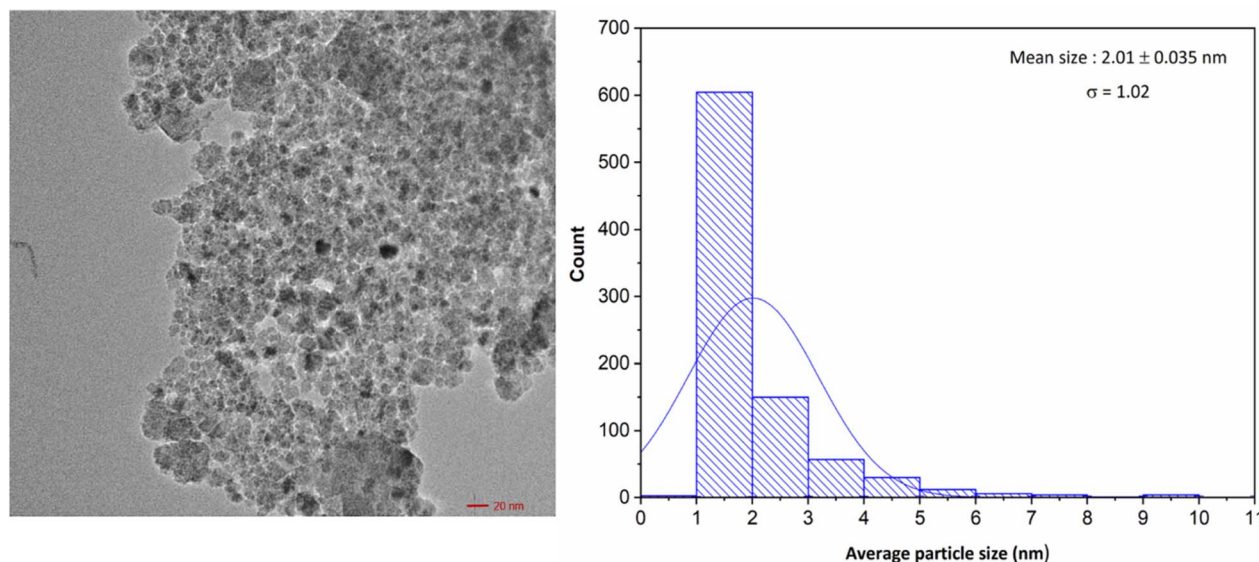 20 nm
700
600
500
400
300
200
100
0
Count
Mean size : 2.01 ± 0.035 nm
σ = 1.02
0 1 2 3 4 5 6 7 8 9 10 11
Average particle size (nm)